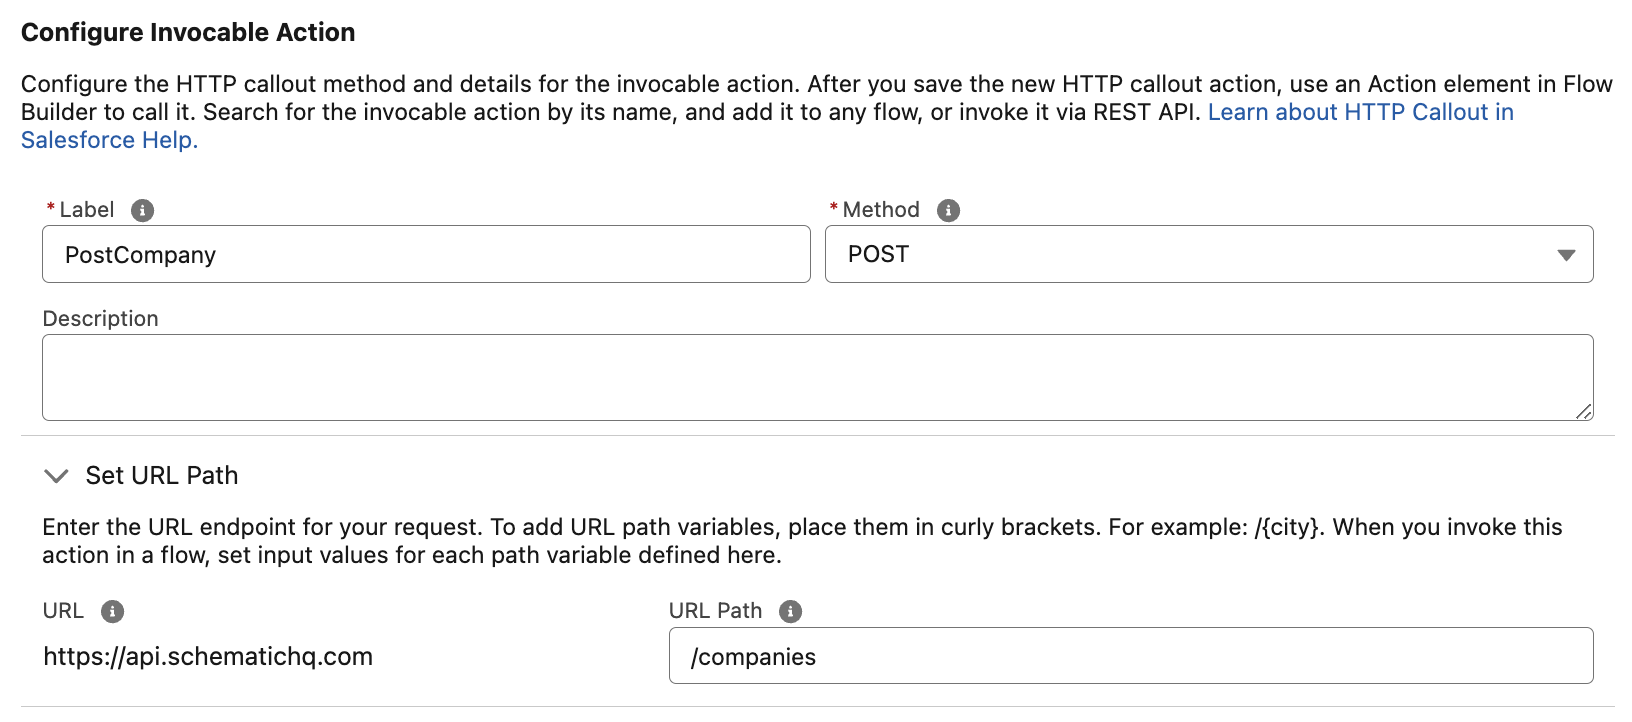 Configure Invocable Action
Configure the HTTP callout method and details for the invocable action. After you save the new HTTP callout action, use an Action element in Flow
Builder to call it. Search for the invocable action by its name, and add it to any flow, or invoke it via REST API. Learn about HTTP Callout in
Salesforce Help.
* Label
* Method
PostCompany
POST
Description
Set URL Path
Enter the URL endpoint for your request. To add URL path variables, place them in curly brackets. For example: /{city}. When you invoke this
action in a flow, set input values for each path variable defined here.
URL
URL Path
https://api.schematichq.com
/companies